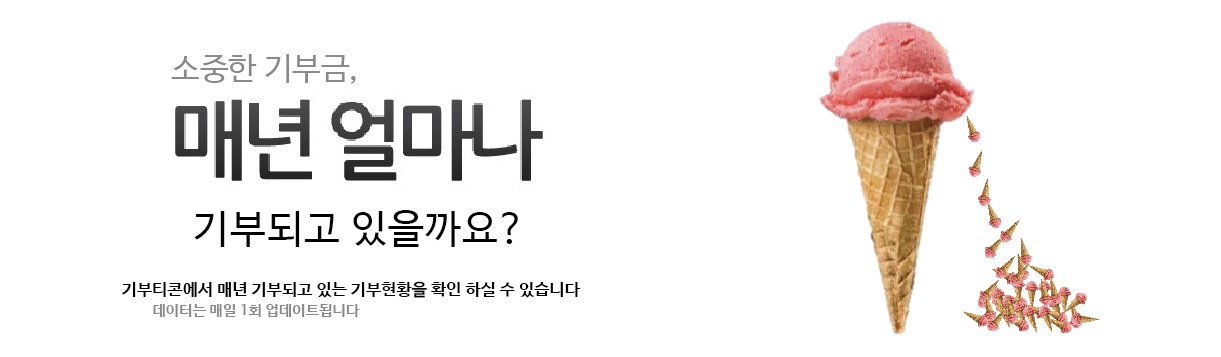 소중한 기부금,
매년 얼마나
기부되고 있을까요?
기부티콘에서 매년 기부되고 있는 기부현황을 확인 하실 수 있습니다
데이터는 매일 1회 업데이트됩니다